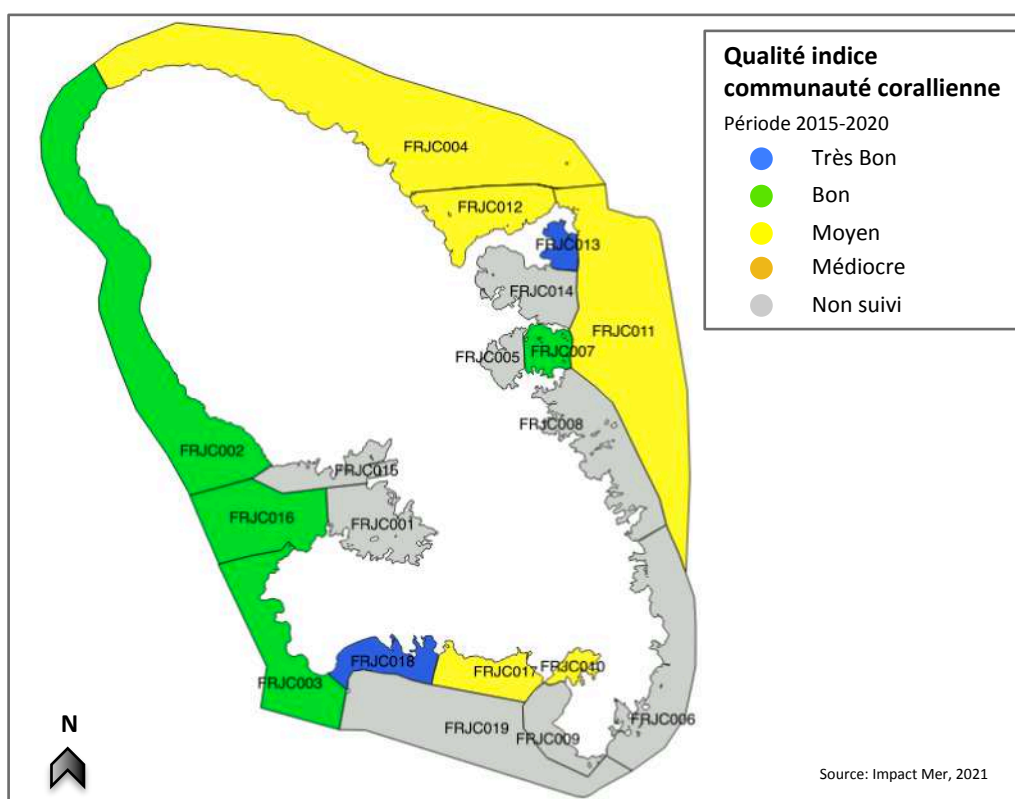 Qualité indice
communauté corallienne
Période 2015-2020
Très Bon
Bon
Moyen
Médiocre
Non suivi
FRJC004
FRJC012
FRJC013
FRJC014
FRJC011
FRJC005
FRJC007
FRJC008
FRJC002
FRJC015
FRJC016
FRJC001
FRJC018
FRJC017
FRJC010
FRJC003
FRJC019
FRJC009
FRJC006
N
Source: Impact Mer, 2021